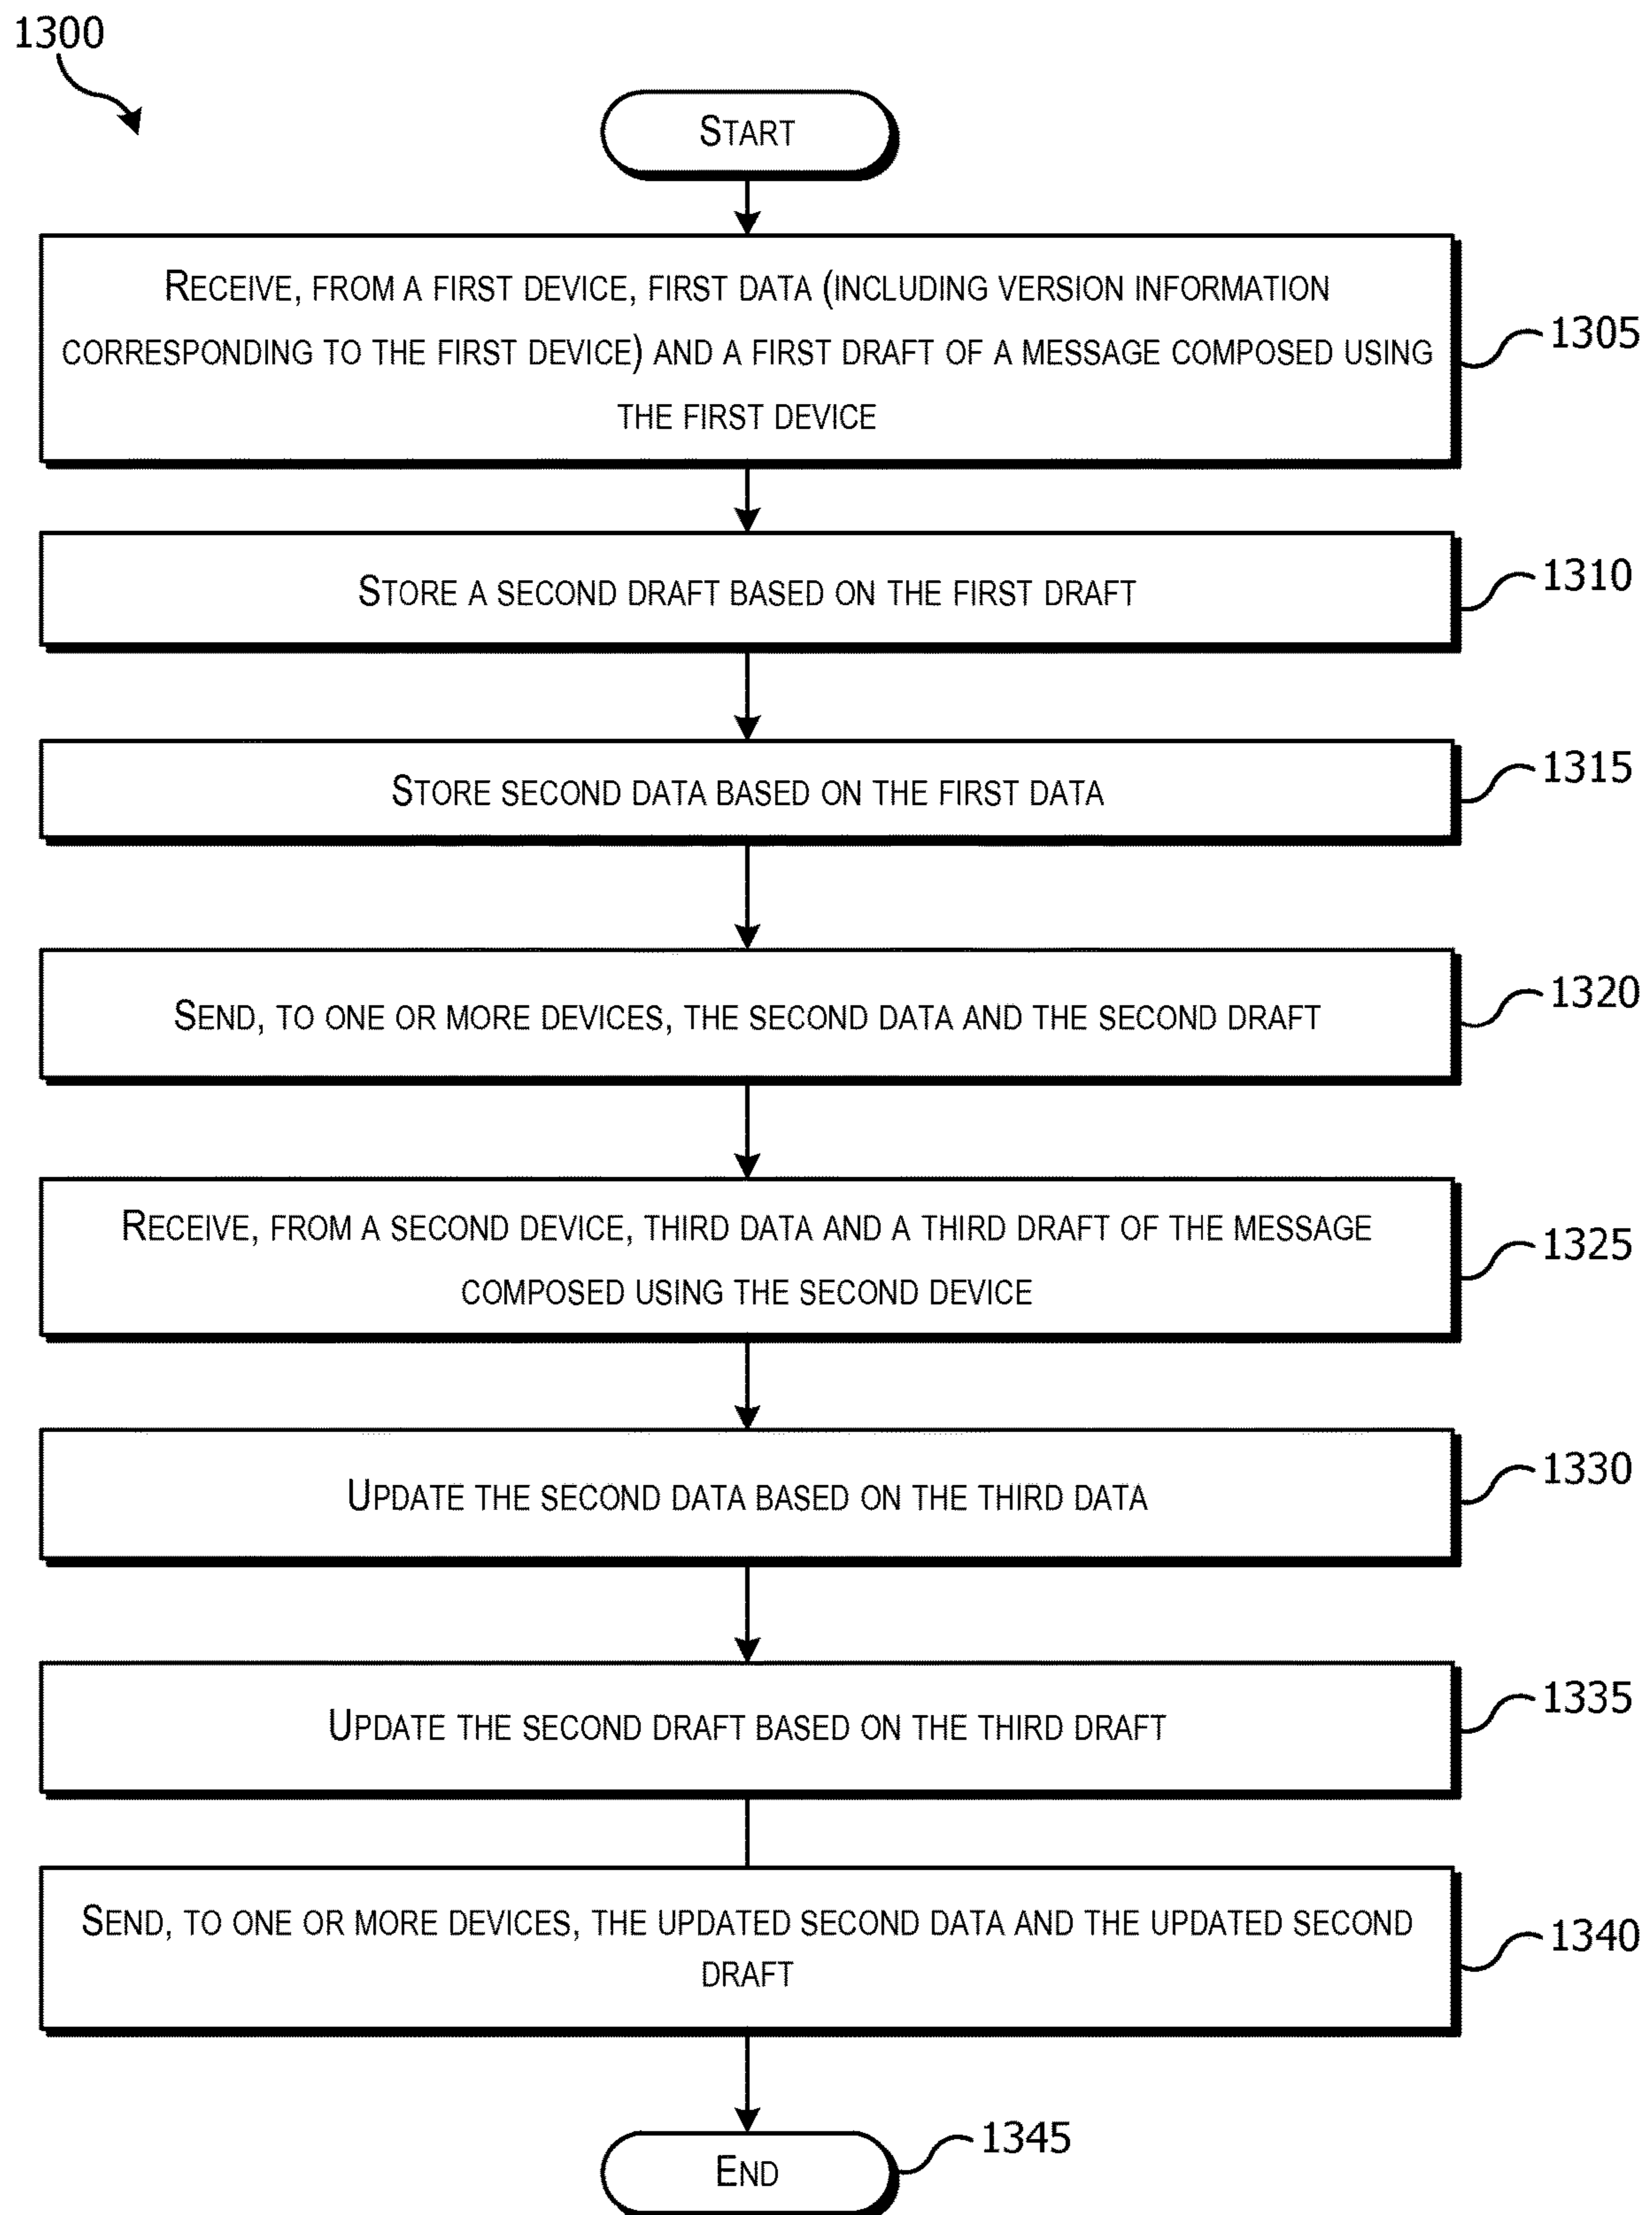 1300
START
RECEIVE, FROM A FIRST DEVICE, FIRST DATA (INCLUDING VERSION INFORMATION
CORRESPONDING TO THE FIRST DEVICE) AND A FIRST DRAFT OF A MESSAGE COMPOSED USING
THE FIRST DEVICE
1305
STORE A SECOND DRAFT BASED ON THE FIRST DRAFT
1310
STORE SECOND DATA BASED ON THE FIRST DATA
1315
SEND, TO ONE OR MORE DEVICES, THE SECOND DATA AND THE SECOND DRAFT
1320
RECEIVE, FROM A SECOND DEVICE, THIRD DATA AND A THIRD DRAFT OF THE MESSAGE
COMPOSED USING THE SECOND DEVICE
1325
UPDATE THE SECOND DATA BASED ON THE THIRD DATA
1330
UPDATE THE SECOND DRAFT BASED ON THE THIRD DRAFT
1335
SEND, TO ONE OR MORE DEVICES, THE UPDATED SECOND DATA AND THE UPDATED SECOND
DRAFT
1340
END
1345